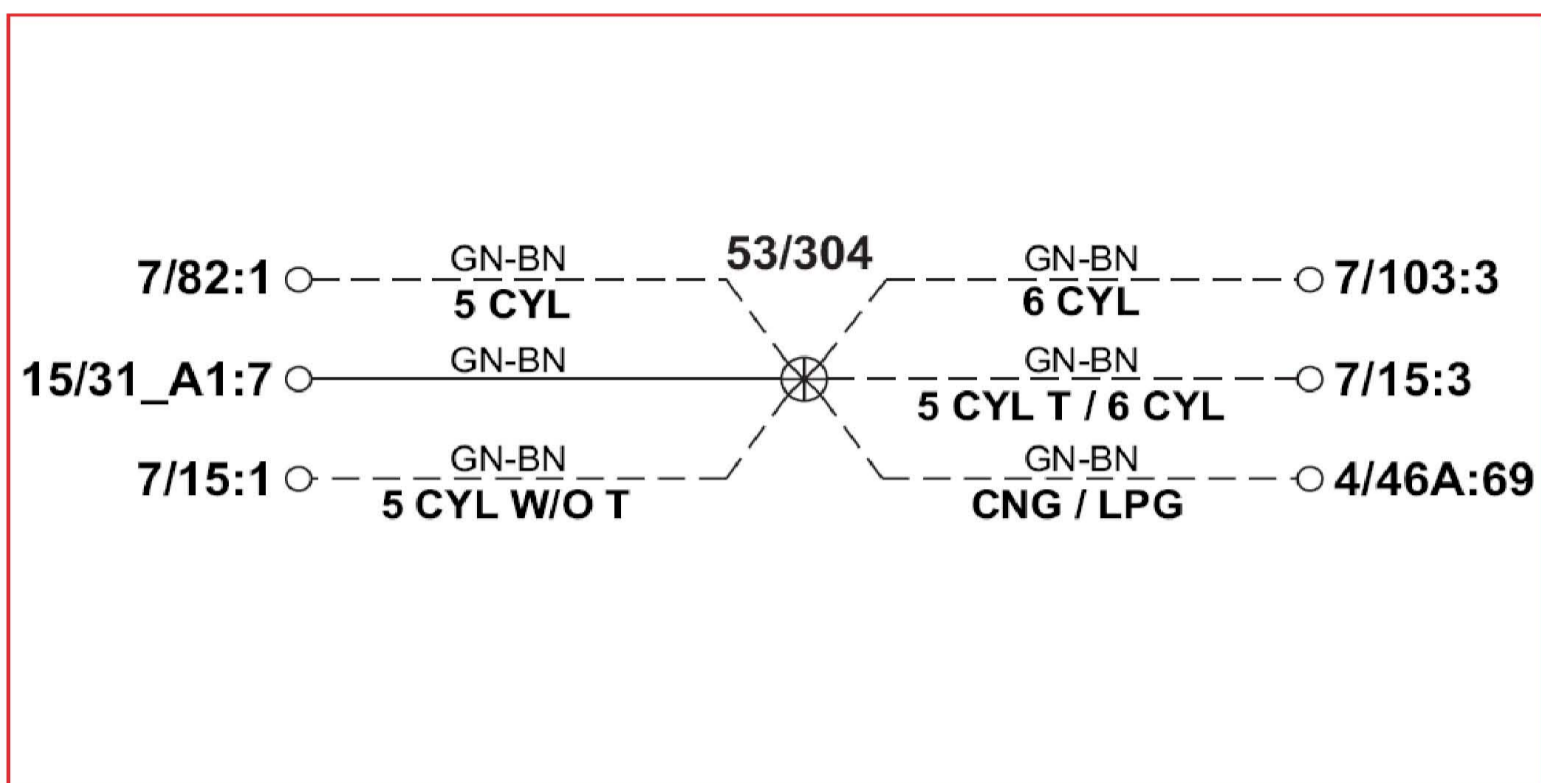 53/304
7/82:1
GN-BN
5 CYL
GN-BN
6 CYL
7/103:3
15/31_A1:7
GN-BN
GN-BN
5 CYL T / 6 CYL
7/15:3
7/15:1
GN-BN
5 CYL W/O T
GN-BN
CNG / LPG
4/46A:69